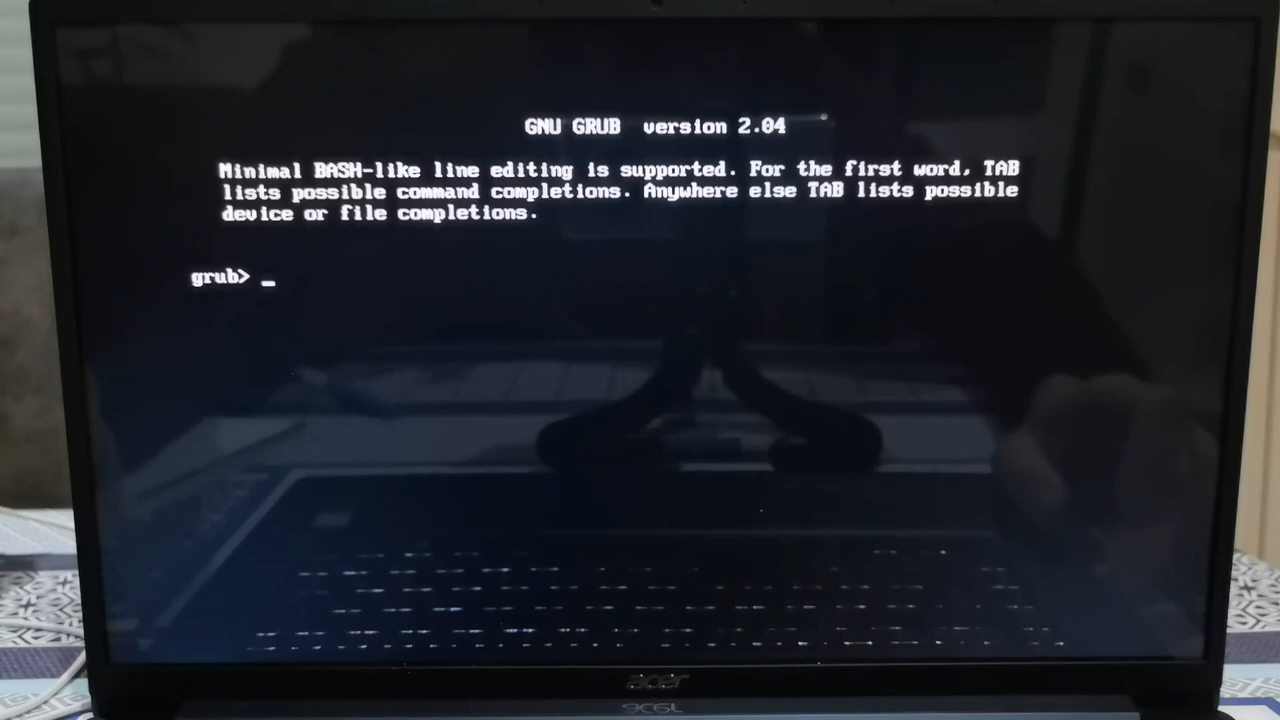 GNU GRUB version 2.04
Minimal BASH-like line editing is supported. For the first word, TAB
lists possible command completions. Anywhere else TAB lists possible
device or file completions.
grub> _
acer